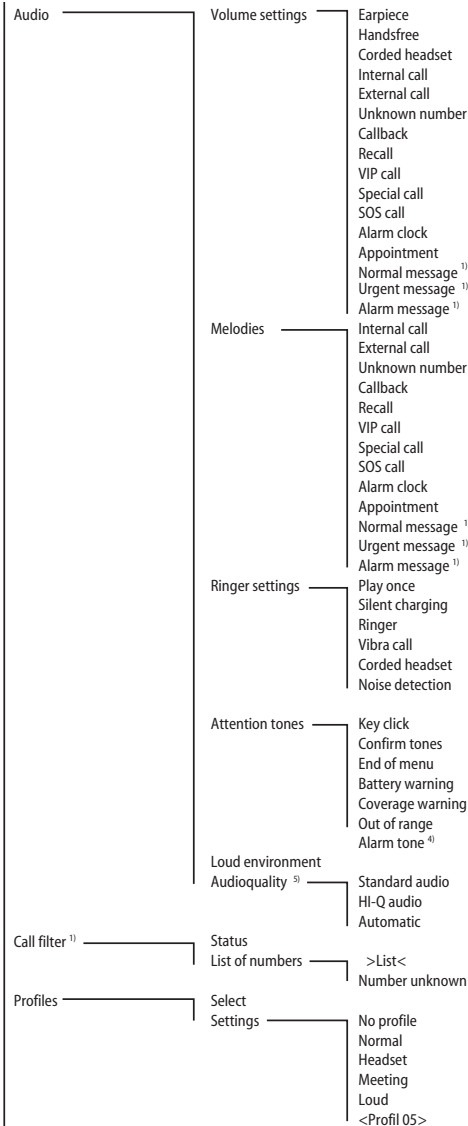 Audio Volume settings Earpiece
Handsfree
Corded headset
Internal call
External call
Unknown number
Callback
Recall
VIP call
Special call
SOS call
Alarm clock
Appointment
Normal message 1)
Urgent message 1)
Alarm message 1)
Melodies Internal call
External call
Unknown number
Callback
Recall
VIP call
Special call
SOS call
Alarm clock
Appointment
Normal message 1
Urgent message 1)
Alarm message 1)
Ringer settings Play once
Silent charging
Ringer
Vibra call
Corded headset
Noise detection
Attention tones Key click
Confirm tones
End of menu
Battery warning
Coverage warning
Out of range
Alarm tone 4)
Loud environment
Audioquality 5) Standard audio
HI-Q audio
Automatic
Call filter 1) Status
List of numbers >List<
Number unknown
Profiles Select
Settings No profile
Normal
Headset
Meeting
Loud
<Profil 05>